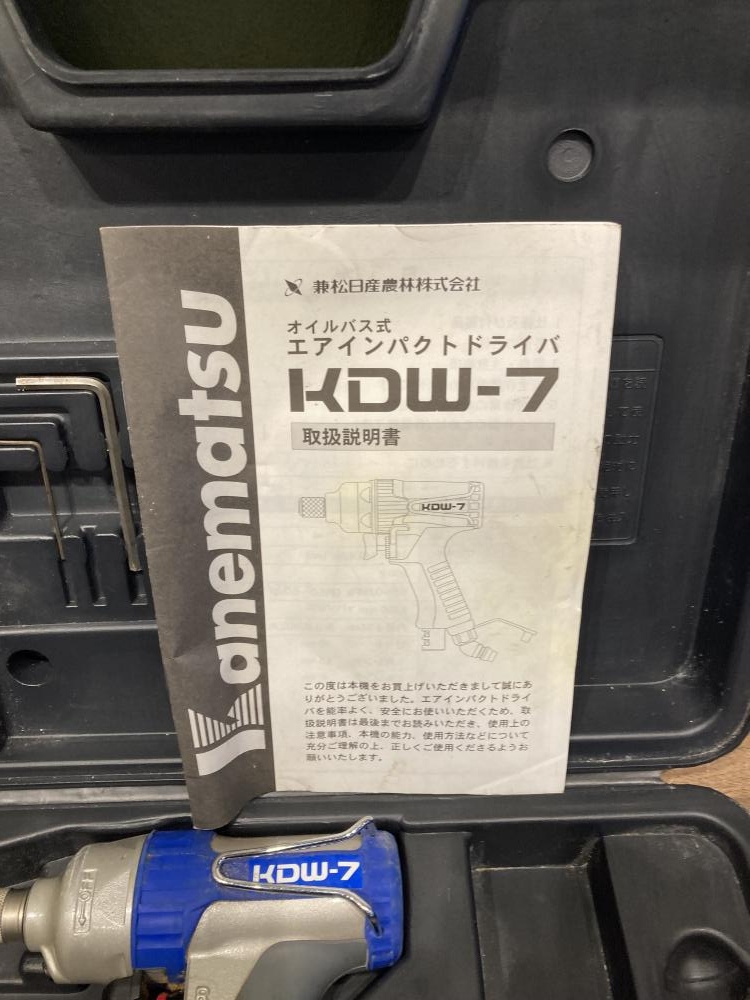 Kanematsu
兼松日産農林株式会社
オイルバス式
エアインパクトドライバ
KDW-7
取扱説明書
KDW-7
この度は本機をお買上げいただきまして誠にあ
りがとうございました。エアインパクトドライ
バを能率よく、安全にお使いいただくため、取
扱説明書は最後までお読みいただき、使用上の
注意事項、本機の能力、使用方法などについて
充分ご理解の上、正しくご使用くださるようお
願いいたします。
KDW-7
OFF